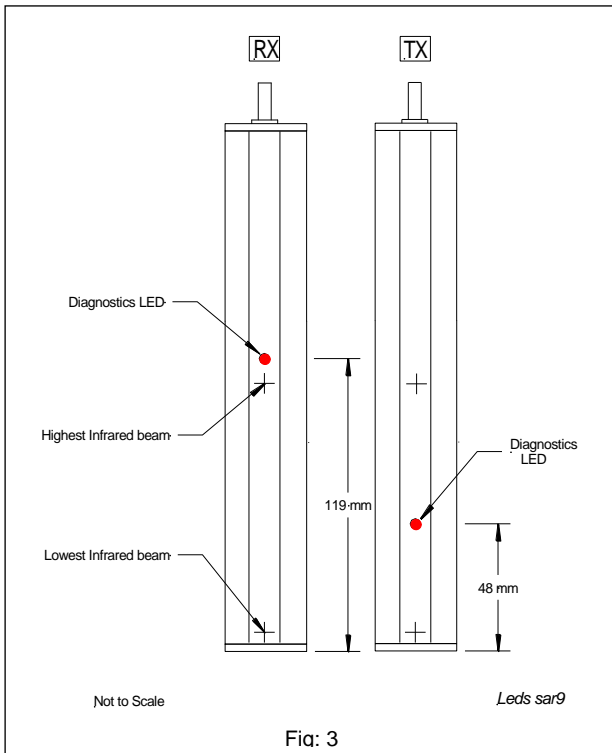 RX TX
Diagnostics LED
Highest Infrared beam
Diagnostics
LED
119 mm
Lowest Infrared beam
48 mm
Not to Scale
Leds sar9
Fig: 3